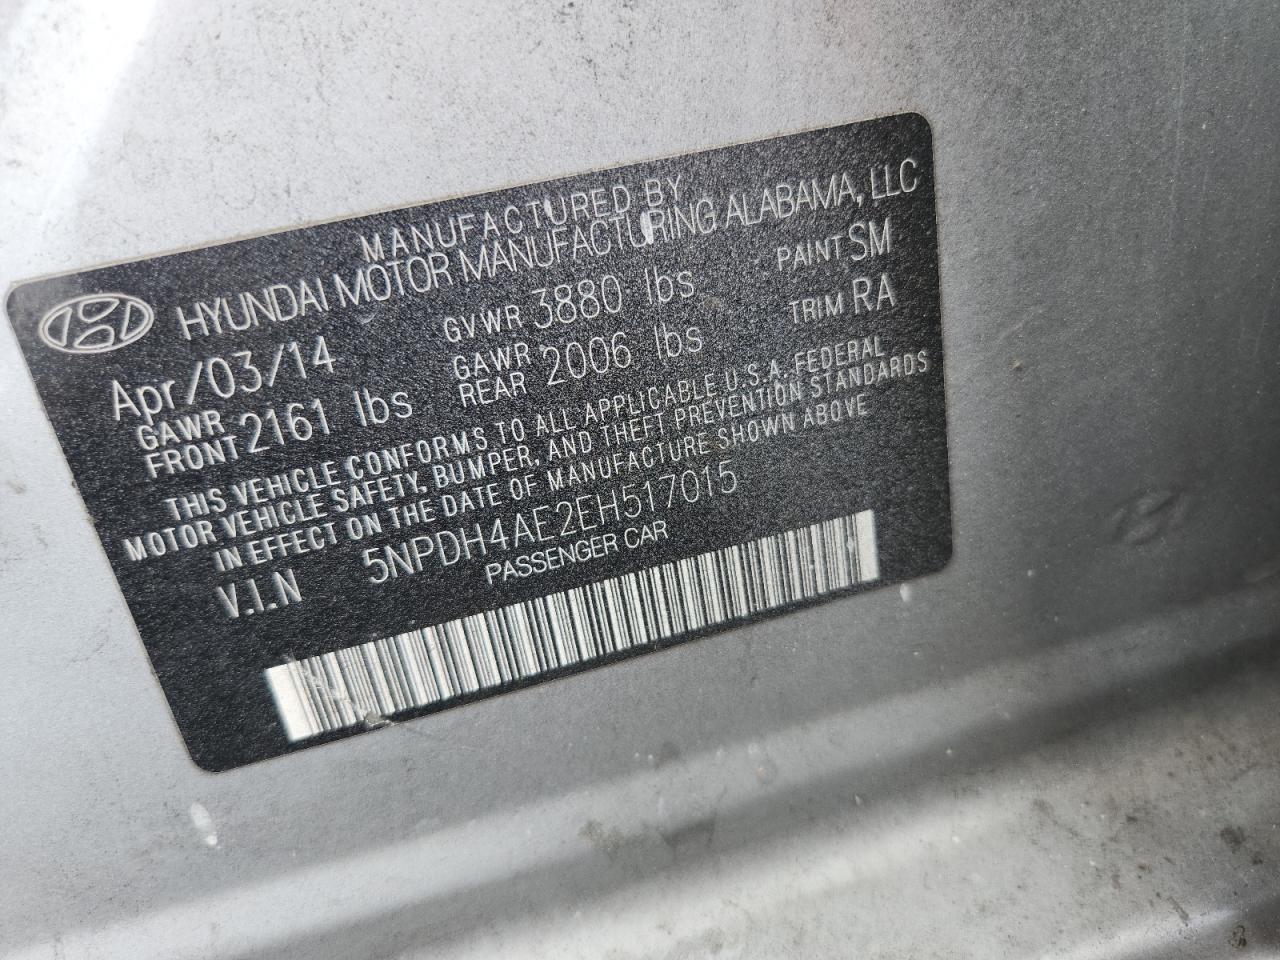 MANUFACTURED BY
HYUNDAI MOTOR MANUFACTURING ALABAMA, LLC
Apr/03/14 GVWR 3880 lbs PAINT SM
GAWR FRONT 2161 lbs GAWR REAR 2006 lbs TRIM RA
THIS VEHICLE CONFORMS TO ALL APPLICABLE U.S.A. FEDERAL
MOTOR VEHICLE SAFETY, BUMPER, AND THEFT PREVENTION STANDARDS
IN EFFECT ON THE DATE OF MANUFACTURE SHOWN ABOVE
V.I.N 5NPDH4AE2EH517015
PASSENGER CAR